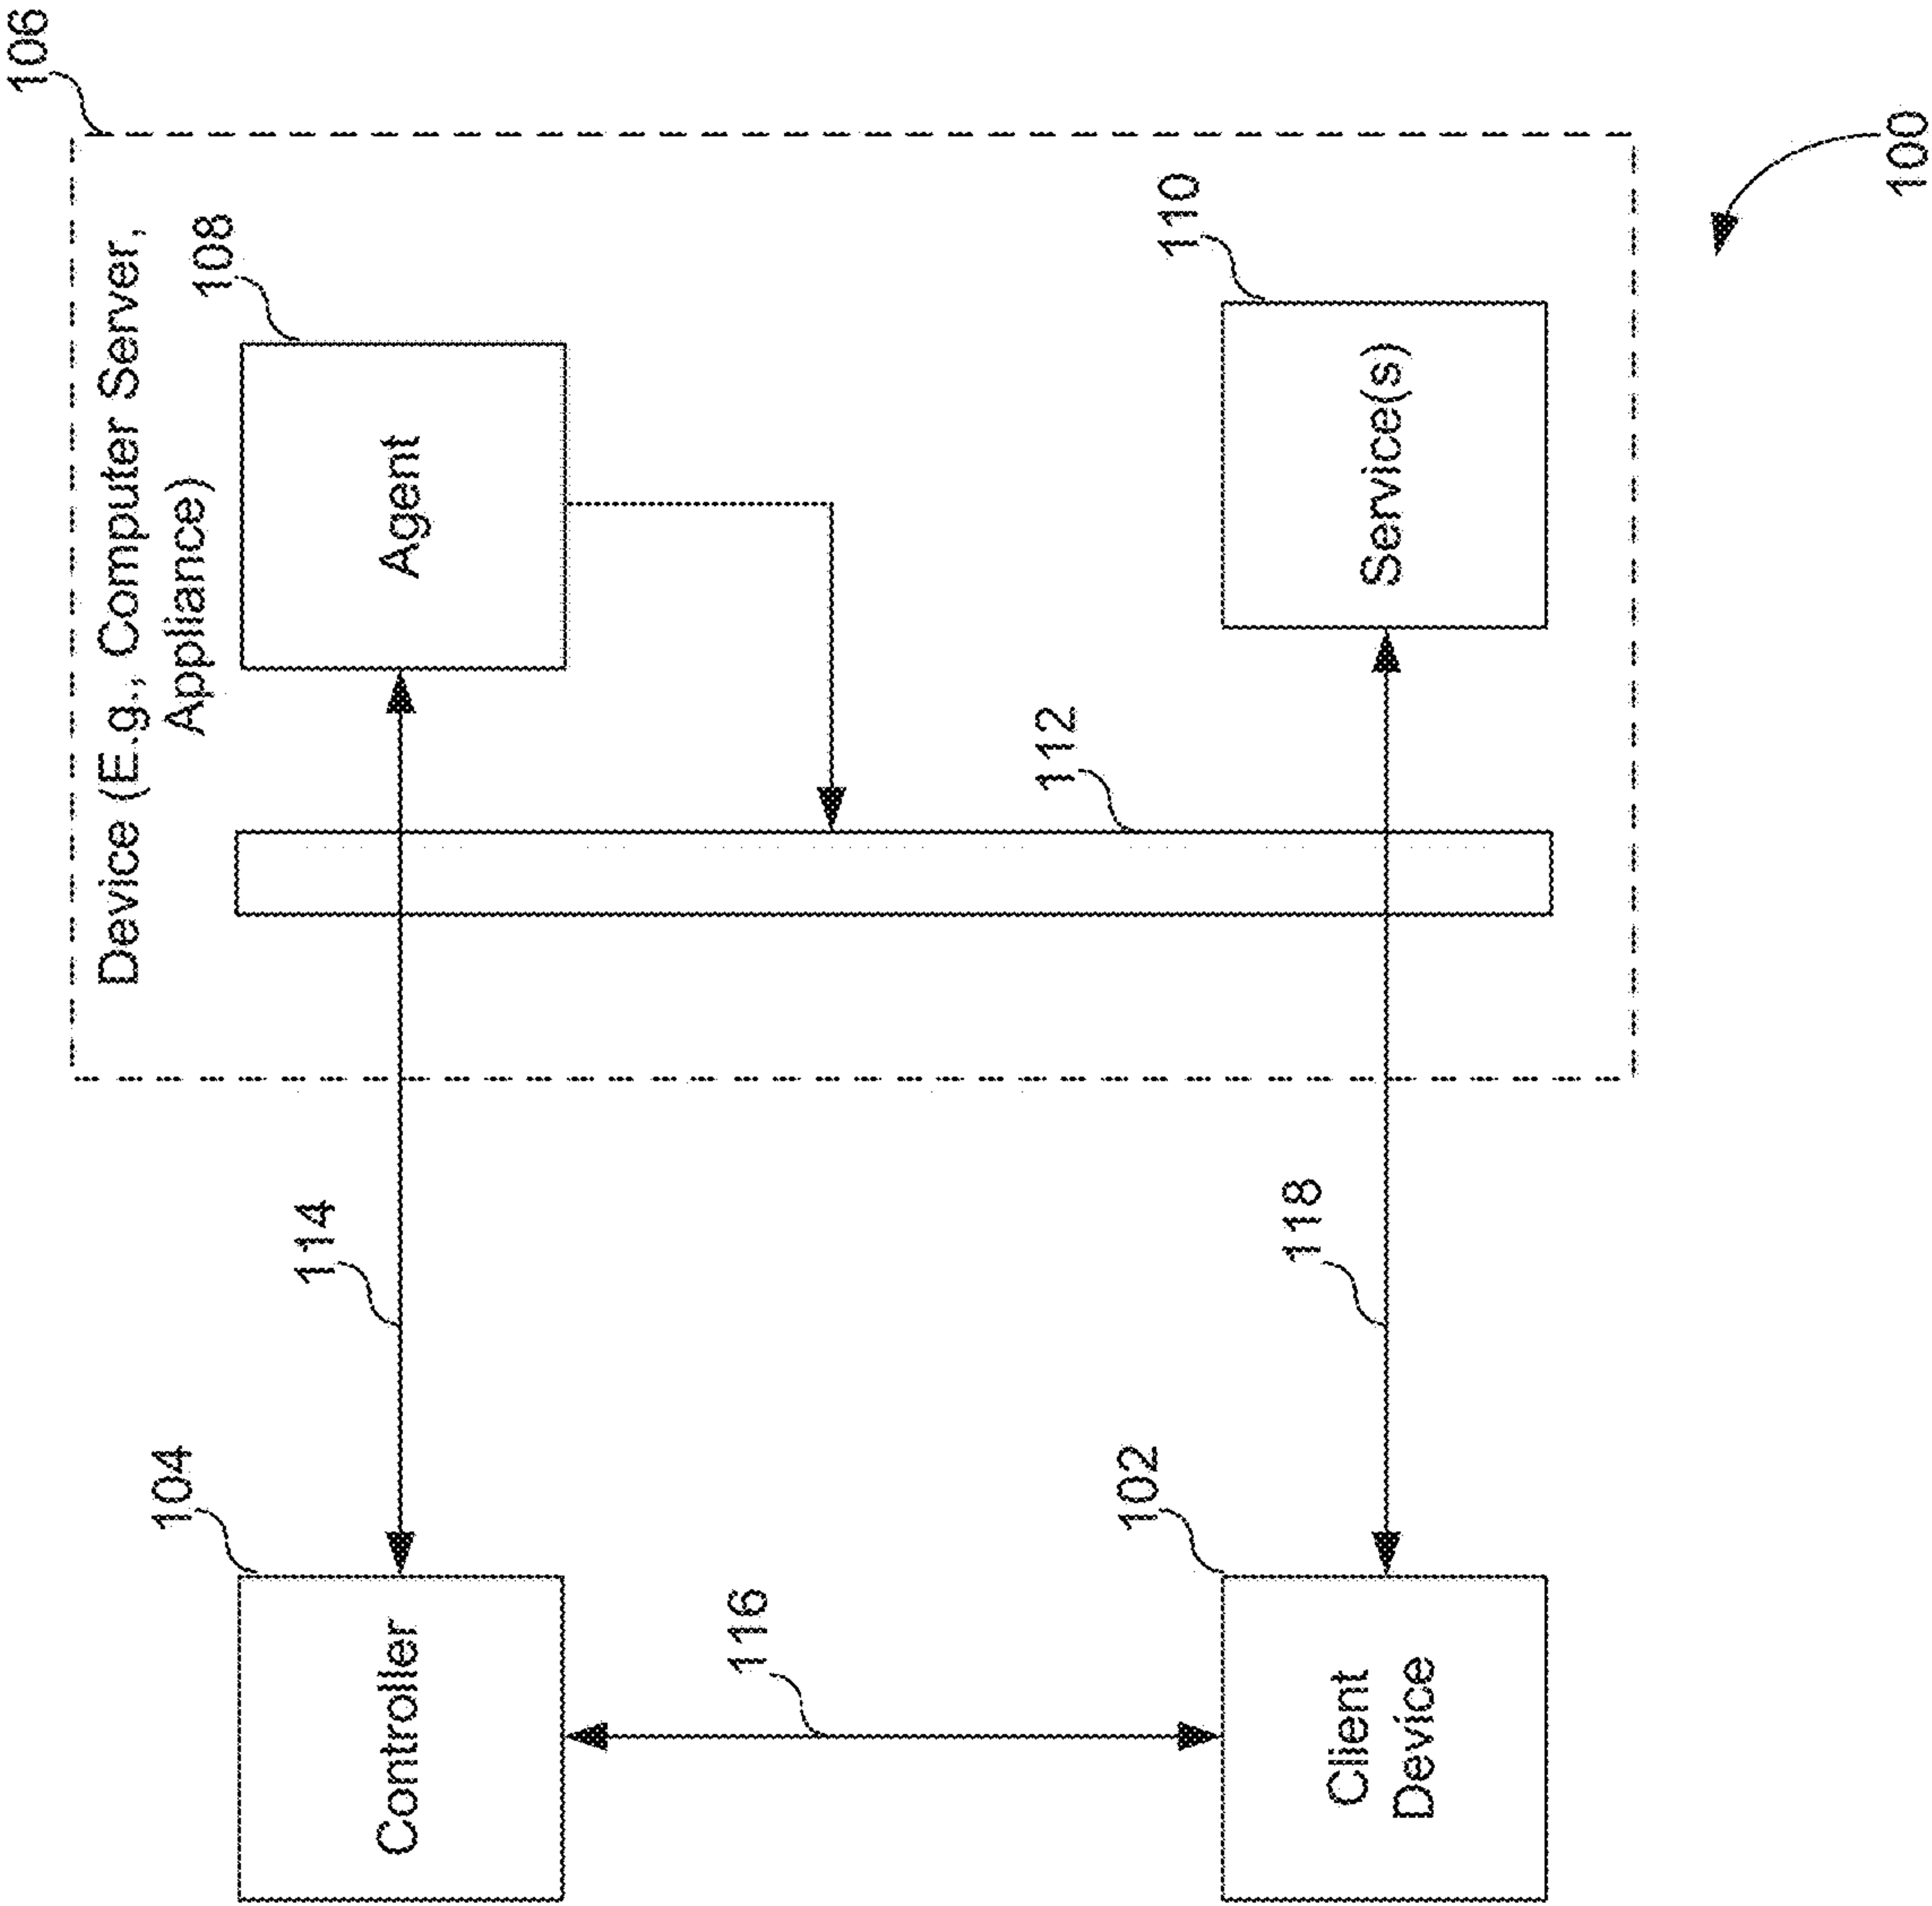 106
Device (E.g., Computer Server,
Appliance)
104
114
108
Controller
Agent
116
112
102
118
110
Client
Device
Service(s)
100